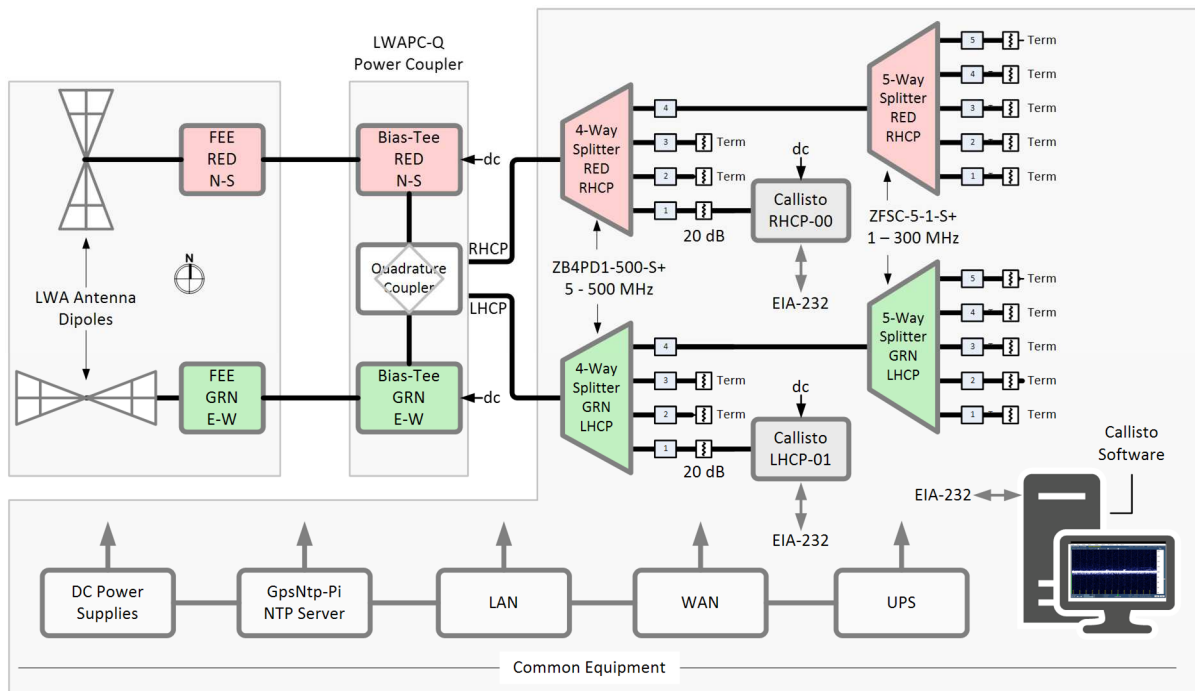 LWAPC-Q
Power Coupler
FEE
RED
N-S
Bias-Tee
RED
N-S
dc
N
LWA Antenna
Dipoles
Quadrature
Coupler
RHCP
LHCP
FEE
GRN
E-W
Bias-Tee
GRN
E-W
dc
4-Way
Splitter
RED
RHCP
4
3
Term
2
Term
1
20 dB
dc
Callisto
RHCP-00
EIA-232
5-Way
Splitter
RED
RHCP
5
Term
4
Term
3
Term
2
Term
1
Term
ZB4PD1-500-S+
5 - 500 MHz
ZFSC-5-1-S+
1 – 300 MHz
4-Way
Splitter
GRN
LHCP
4
3
Term
2
Term
1
20 dB
dc
Callisto
LHCP-01
EIA-232
5-Way
Splitter
GRN
LHCP
5
Term
4
Term
3
Term
2
Term
1
Term
Callisto
Software
EIA-232
DC Power
Supplies
GpsNtp-Pi
NTP Server
LAN
WAN
UPS
Common Equipment